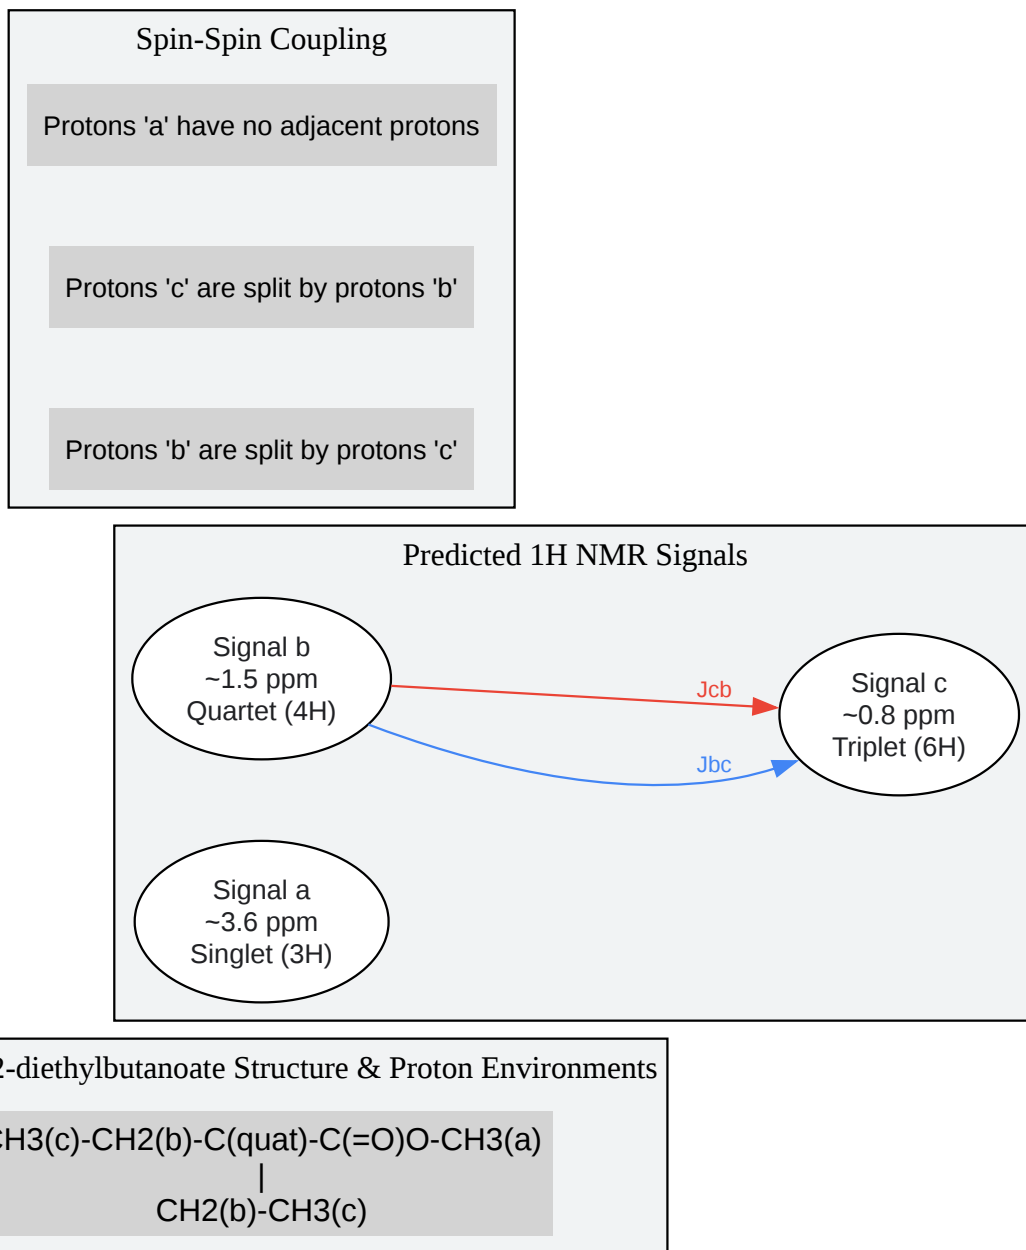 Spin-Spin Coupling
Protons 'a' have no adjacent protons
Protons 'c' are split by protons 'b'
Protons 'b' are split by protons 'c'
Predicted 1H NMR Signals
Signal b
~1.5 ppm
Quartet (4H)
Jcb
Jbc
Signal c
~0.8 ppm
Triplet (6H)
Signal a
~3.6 ppm
Singlet (3H)
2-diethylbutanoate Structure & Proton Environments
CH3(c)-CH2(b)-C(quat)-C(=O)O-CH3(a)
|
CH2(b)-CH3(c)